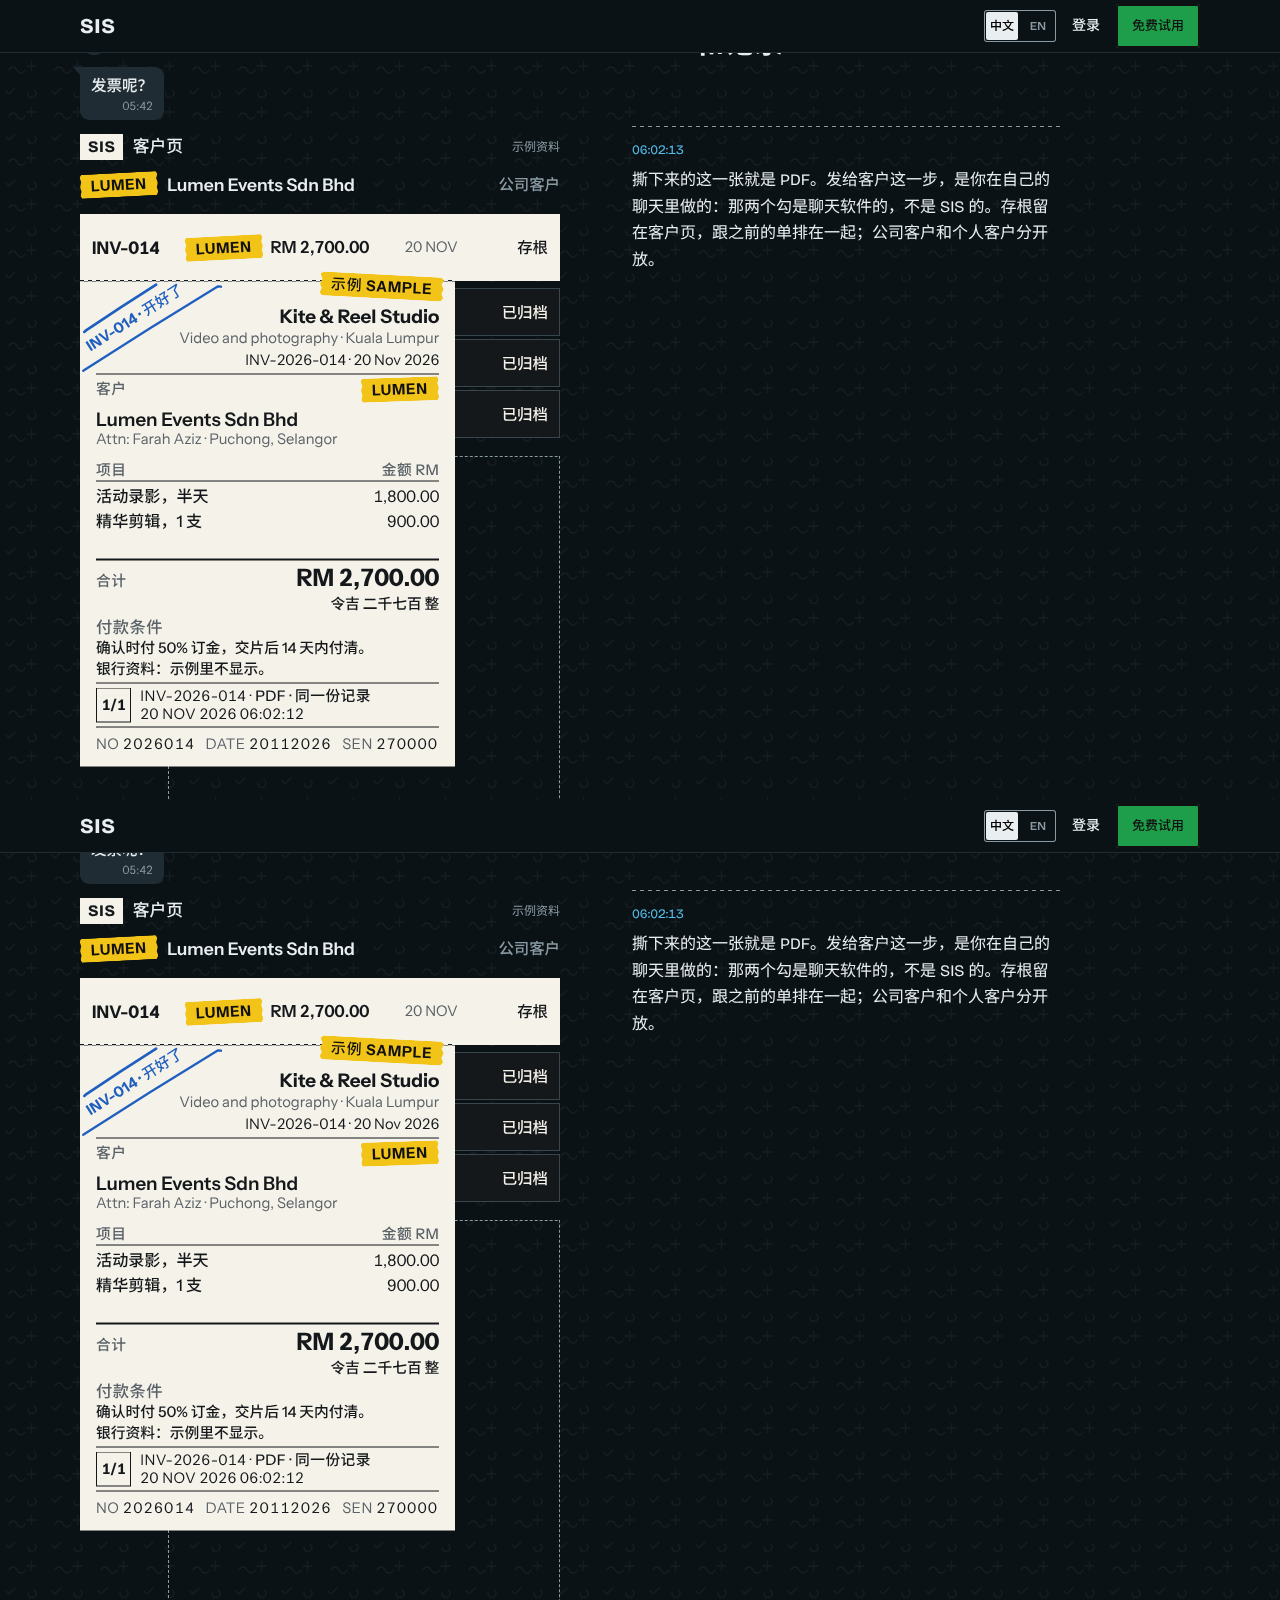 SIS
中文 EN 登录 免费试用
发票呢?
05:42
SIS 客户页 示例资料
LUMEN Lumen Events Sdn Bhd 公司客户
INV-014 LUMEN RM 2,700.00 20 NOV 存根
示例 SAMPLE
INV-014 · 开好了
Kite & Reel Studio
已归档
Video and photography · Kuala Lumpur
INV-2026-014 · 20 Nov 2026
已归档
客户 LUMEN
Lumen Events Sdn Bhd
已归档
Attn: Farah Aziz · Puchong, Selangor
项目 金额 RM
活动录影，半天 1,800.00
精华剪辑，1 支 900.00
合计 RM 2,700.00
令吉 二千七百 整
付款条件
确认时付 50% 订金，交片后 14 天内付清。
银行资料：示例里不显示。
1/1 INV-2026-014 · PDF · 同一份记录
20 NOV 2026 06:02:12
NO 2026014 DATE 20112026 SEN 270000
06:02:13
撕下来的这一张就是 PDF。发给客户这一步，是你在自己的
聊天里做的：那两个勾是聊天软件的，不是 SIS 的。存根留
在客户页，跟之前的单排在一起；公司客户和个人客户分开
放。
SIS
中文 EN 登录 免费试用
05:42
SIS 客户页 示例资料
LUMEN Lumen Events Sdn Bhd 公司客户
INV-014 LUMEN RM 2,700.00 20 NOV 存根
示例 SAMPLE
INV-014 · 开好了
Kite & Reel Studio
已归档
Video and photography · Kuala Lumpur
INV-2026-014 · 20 Nov 2026
已归档
客户 LUMEN
Lumen Events Sdn Bhd
已归档
Attn: Farah Aziz · Puchong, Selangor
项目 金额 RM
活动录影，半天 1,800.00
精华剪辑，1 支 900.00
合计 RM 2,700.00
令吉 二千七百 整
付款条件
确认时付 50% 订金，交片后 14 天内付清。
银行资料：示例里不显示。
1/1 INV-2026-014 · PDF · 同一份记录
20 NOV 2026 06:02:12
NO 2026014 DATE 20112026 SEN 270000
06:02:13
撕下来的这一张就是 PDF。发给客户这一步，是你在自己的
聊天里做的：那两个勾是聊天软件的，不是 SIS 的。存根留
在客户页，跟之前的单排在一起；公司客户和个人客户分开
放。